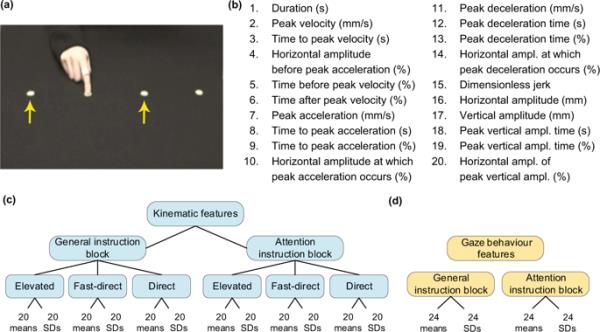 (a)
(b)
1. Duration (s)
2. Peak velocity (mm/s)
3. Time to peak velocity (s)
4. Horizontal amplitude
before peak acceleration (%)
5. Time before peak velocity (%)
6. Time after peak velocity (%)
7. Peak acceleration (mm/s)
8. Time to peak acceleration (s)
9. Time to peak acceleration (%)
10. Horizontal amplitude at which
peak acceleration occurs (%)
11. Peak deceleration (mm/s)
12. Peak deceleration time (s)
13. Peak deceleration time (%)
14. Horizontal ampl. at which
peak deceleration occurs (%)
15. Dimensionless jerk
16. Horizontal amplitude (mm)
17. Vertical amplitude (mm)
18. Peak vertical ampl. time (s)
19. Peak vertical ampl. time (%)
20. Horizontal ampl. of
peak vertical ampl. (%)
(c)
Kinematic features
General instruction
block
Attention
instruction block
Elevated Fast-direct Direct Elevated Fast-direct Direct
20 20 20 20 20 20 20 20 20 20 20 20
means SDs means SDs means SDs means SDs means SDs means SDs
(d)
Gaze behaviour
features
General
instruction block
Attention
instruction block
24 24 24 24
means SDs means SDs